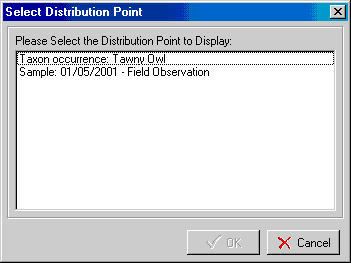 Select Distribution Point
Please Select the Distribution Point to Display:
Taxon occurrence: Tawny Owl
Sample: 01/05/2001 - Field Observation
OK
Cancel